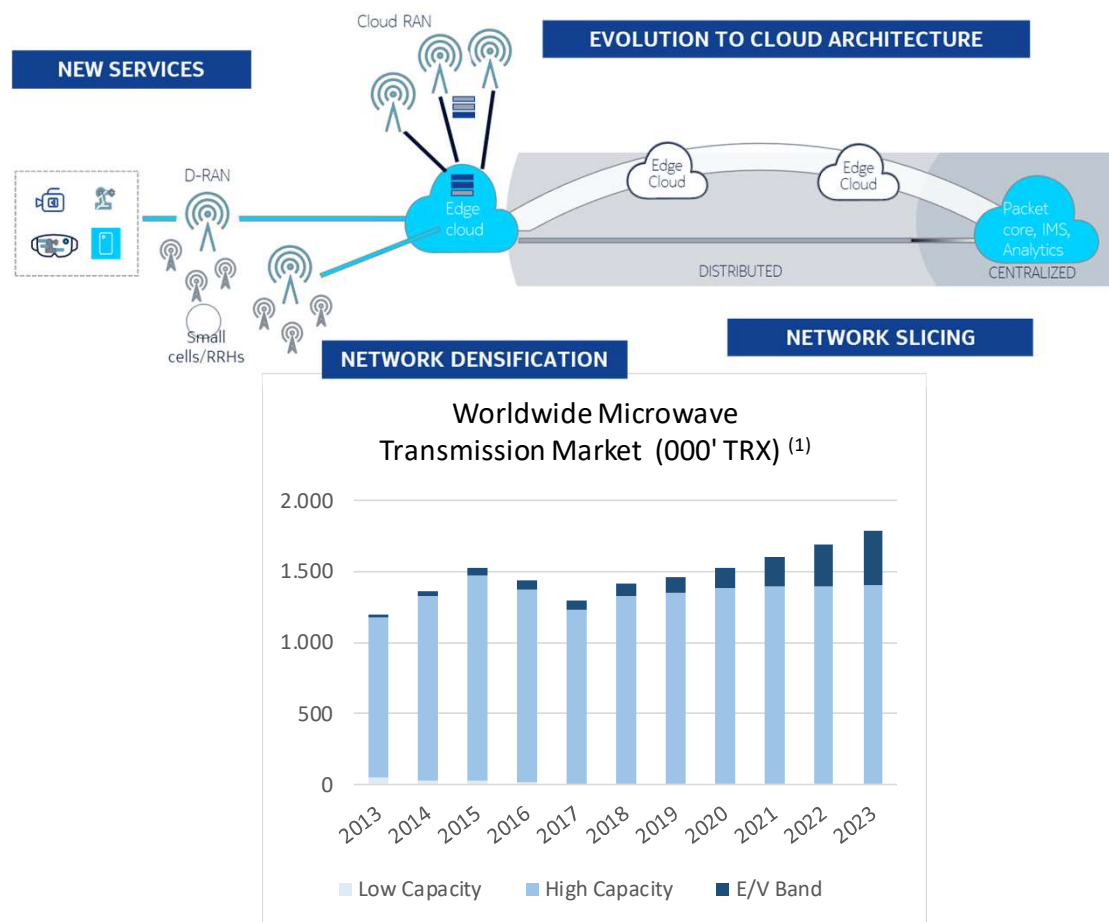 Cloud RAN
EVOLUTION TO CLOUD ARCHITECTURE
NEW SERVICES
D-RAN
Edge
cloud
Edge
Cloud
Edge
Cloud
Packet
core, IMS,
Analytics
DISTRIBUTED
CENTRALIZED
Small
cells/RRHs
NETWORK SLICING
NETWORK DENSIFICATION
Worldwide Microwave
Transmission Market (000' TRX) (1)
2.000
1.500
1.000
500
0
2013
2014
2015
2016
2017
2018
2019
2020
2021
2022
2023
Low Capacity
High Capacity
E/V Band